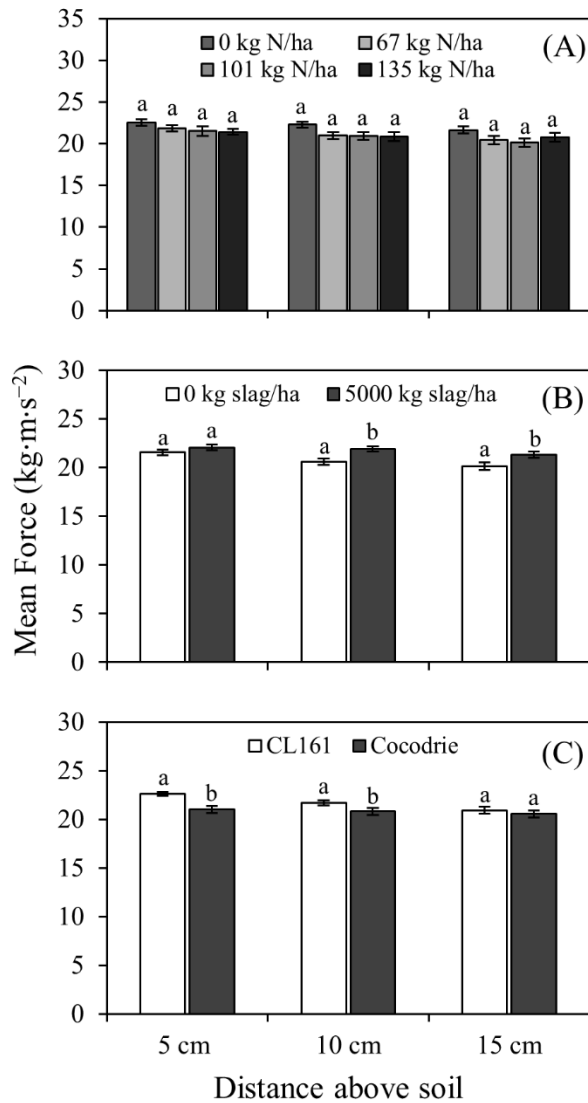 35
30
25
20
15
10
5
0
0 kg N/ha 67 kg N/ha (A)
101 kg N/ha 135 kg N/ha
a a a a a a a a a a a a
Mean Force (kg·m·s⁻²)
30
25
20
15
10
5
0
0 kg slag/ha 5000 kg slag/ha (B)
a a a b a b
30
25
20
15
10
5
0
CL161 Cocodrie (C)
a b a b a a
5 cm 10 cm 15 cm
Distance above soil